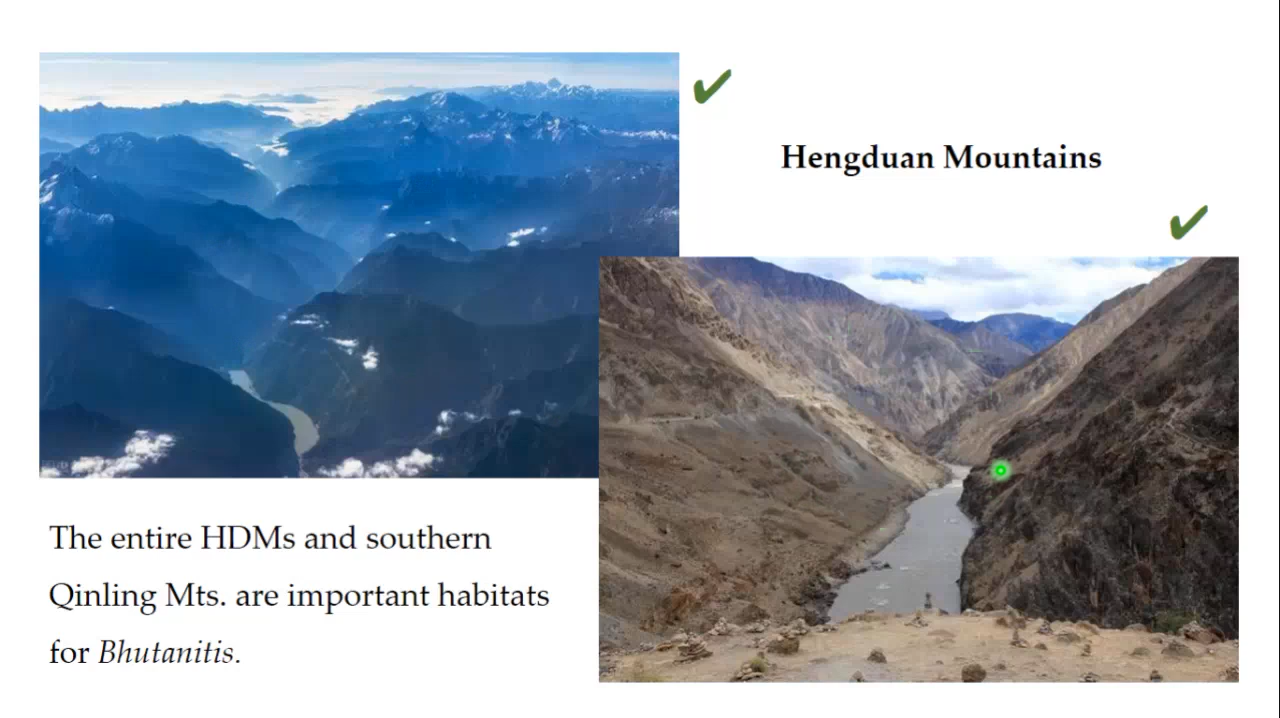 Hengduan Mountains
The entire HDMs and southern
Qinling Mts. are important habitats
for Bhutanitis.